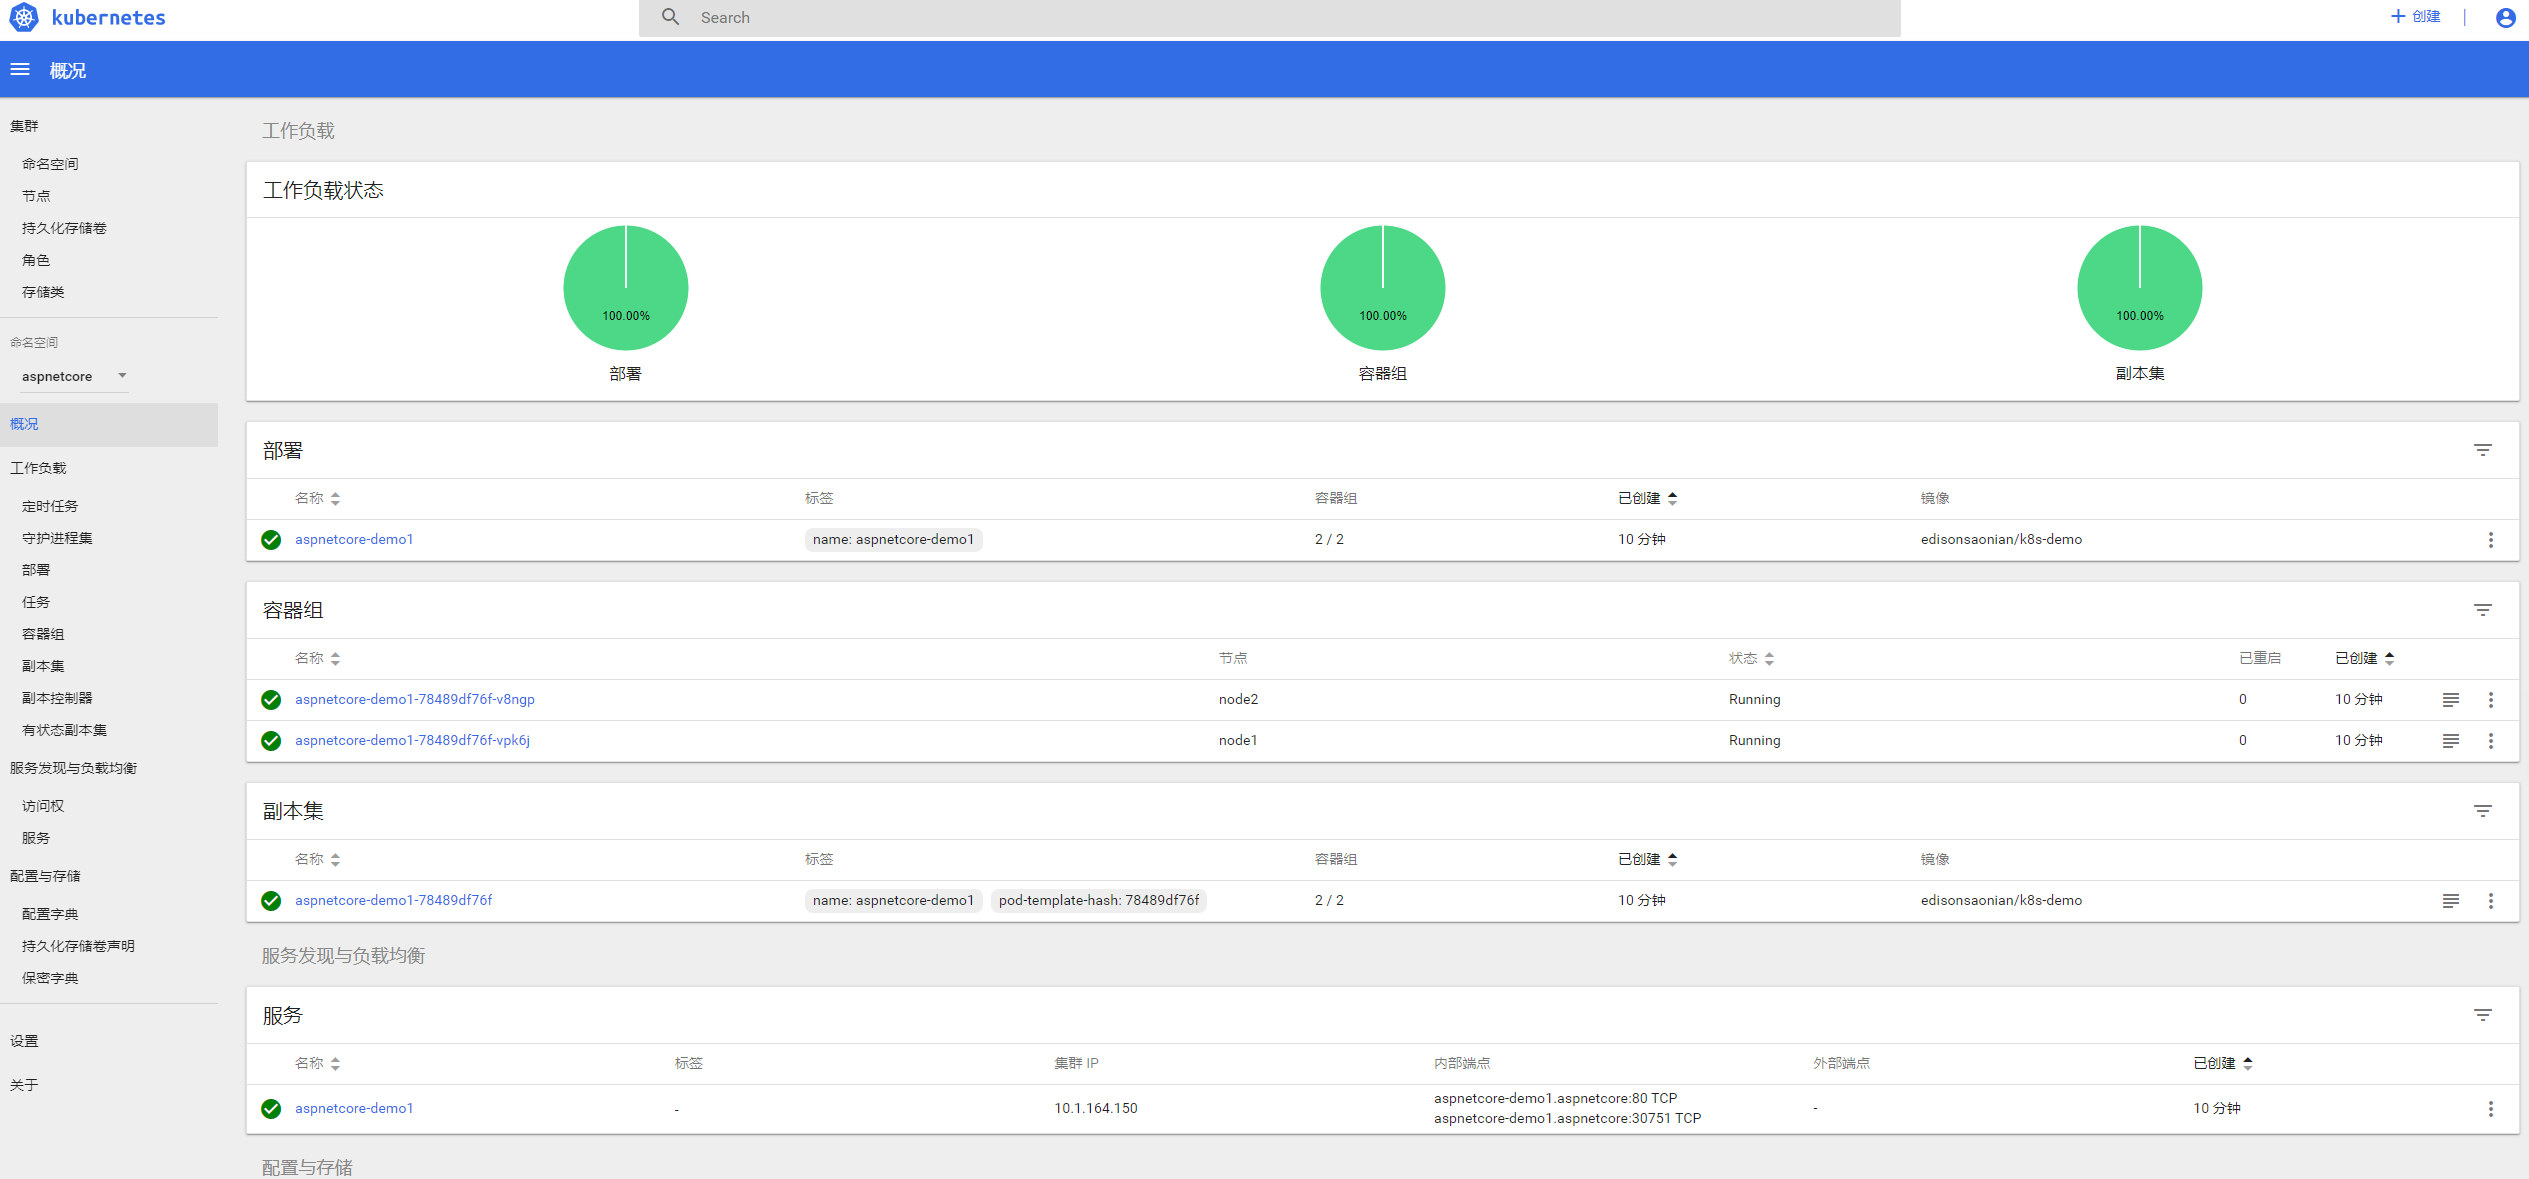 kubernetes
Search
创建
概况
集群
命名空间
节点
持久化存储卷
角色
存储类
命名空间
aspnetcore
概况
工作负载
定时任务
守护进程集
部署
任务
容器组
副本集
副本控制器
有状态副本集
服务发现与负载均衡
访问权
服务
配置与存储
配置字典
持久化存储卷声明
保密字典
设置
关于
工作负载
工作负载状态
100.00% 100.00% 100.00%
部署 容器组 副本集
部署
名称 标签 容器组 已创建 镜像
aspnetcore-demo1 name: aspnetcore-demo1 2 / 2 10 分钟 edisonsaonian/k8s-demo
容器组
名称 节点 状态 已重启 已创建
aspnetcore-demo1-78489df76f-v8ngp node2 Running 0 10 分钟
aspnetcore-demo1-78489df76f-vpk6j node1 Running 0 10 分钟
副本集
名称 标签 容器组 已创建 镜像
aspnetcore-demo1-78489df76f name: aspnetcore-demo1 pod-template-hash: 78489df76f 2 / 2 10 分钟 edisonsaonian/k8s-demo
服务发现与负载均衡
服务
名称 标签 集群 IP 内部端点 外部端点 已创建
aspnetcore-demo1 - 10.1.164.150 aspnetcore-demo1.aspnetcore:80 TCP - 10 分钟
aspnetcore-demo1.aspnetcore:30751 TCP
配置与存储